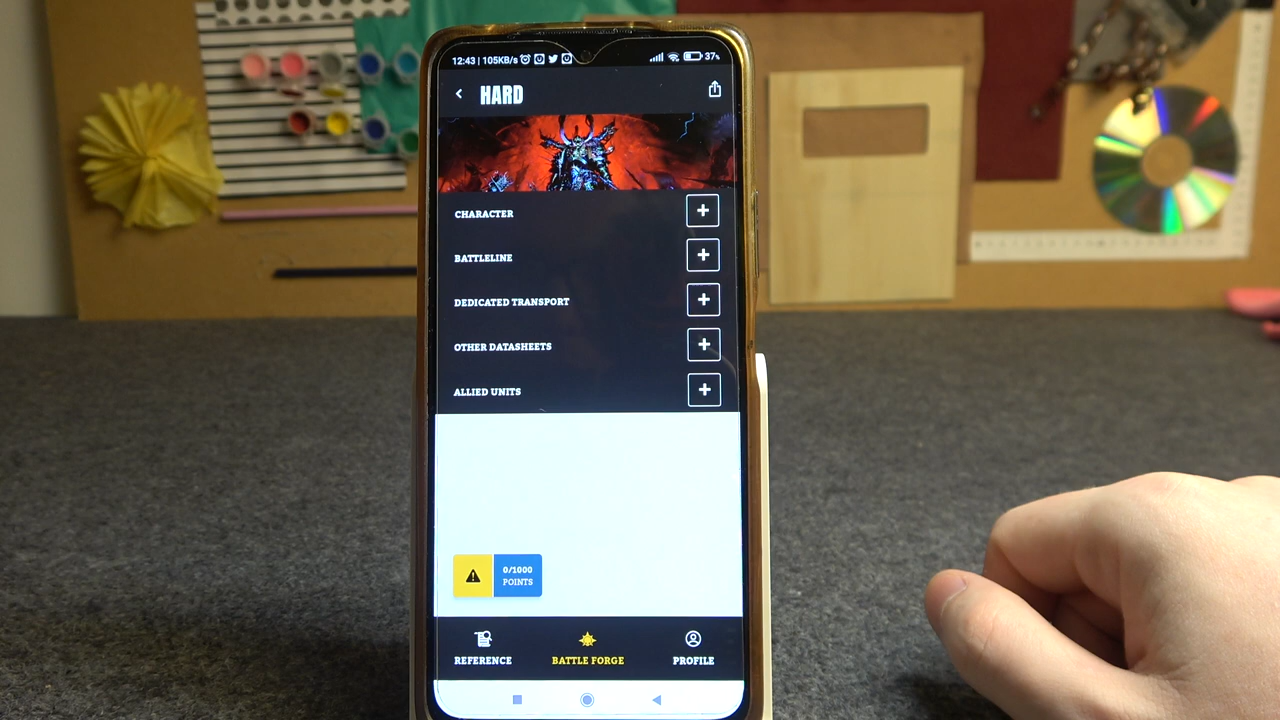 12:43 | 105KB/s
37%
HARD
CHARACTER
BATTLELINE
DEDICATED TRANSPORT
OTHER DATASHEETS
ALLIED UNITS
0/1000
POINTS
REFERENCE
BATTLE FORGE
PROFILE